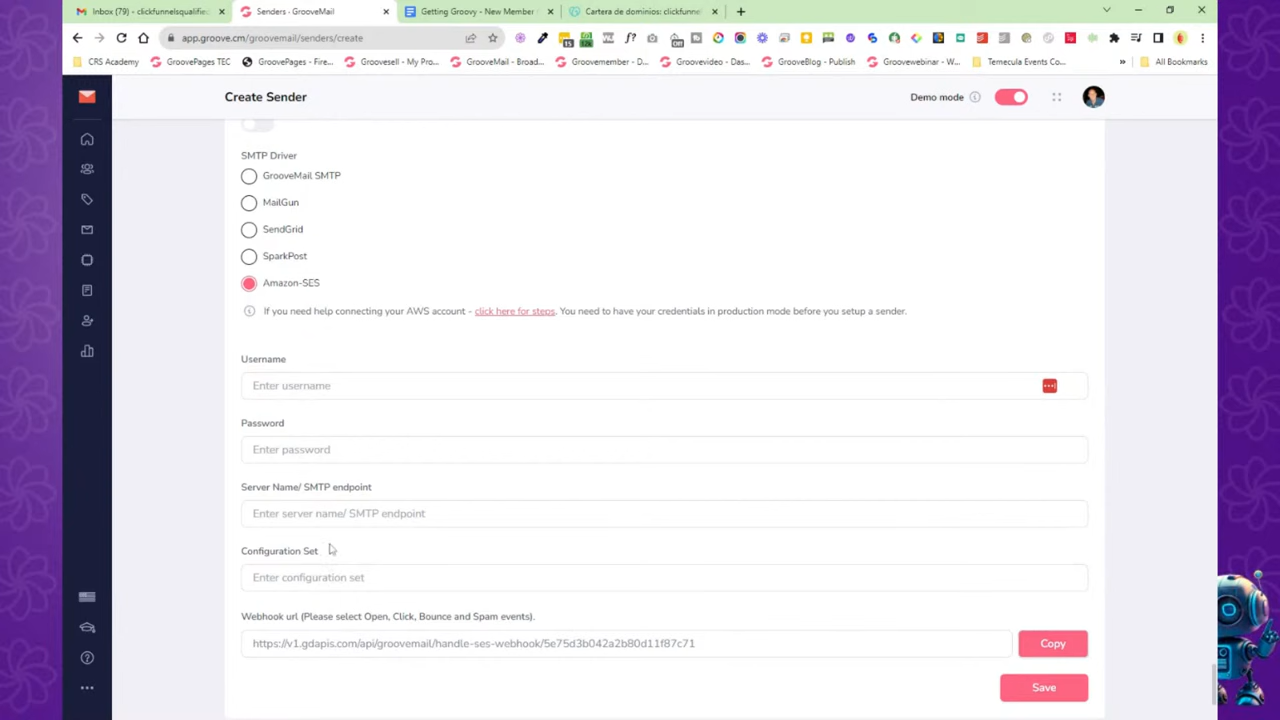 Inbox (79) - clickfunnelsqualified
Senders - GrooveMail
Getting Groovy - New Member
Cartera de dominios: clickfunnel
app.groove.cm/groovemail/senders/create
CRS Academy
GroovePages TEC
GroovePages - Fire...
Groovesell - My Pro...
GrooveMail - Broad...
Groovemember - D...
Groovevideo - Das...
GrooveBlog - Publish
Groovewebinar - W...
Temecula Events Co...
»
All Bookmarks
Create Sender
Demo mode
SMTP Driver
GrooveMail SMTP
MailGun
SendGrid
SparkPost
Amazon-SES
If you need help connecting your AWS account - click here for steps. You need to have your credentials in production mode before you setup a sender.
Username
Enter username
Password
Enter password
Server Name/ SMTP endpoint
Enter server name/ SMTP endpoint
Configuration Set
Enter configuration set
Webhook url (Please select Open, Click, Bounce and Spam events).
https://v1.gdapis.com/api/groovemail/handle-ses-webhook/5e75d3b042a2b80d11f87c71
Copy
Save